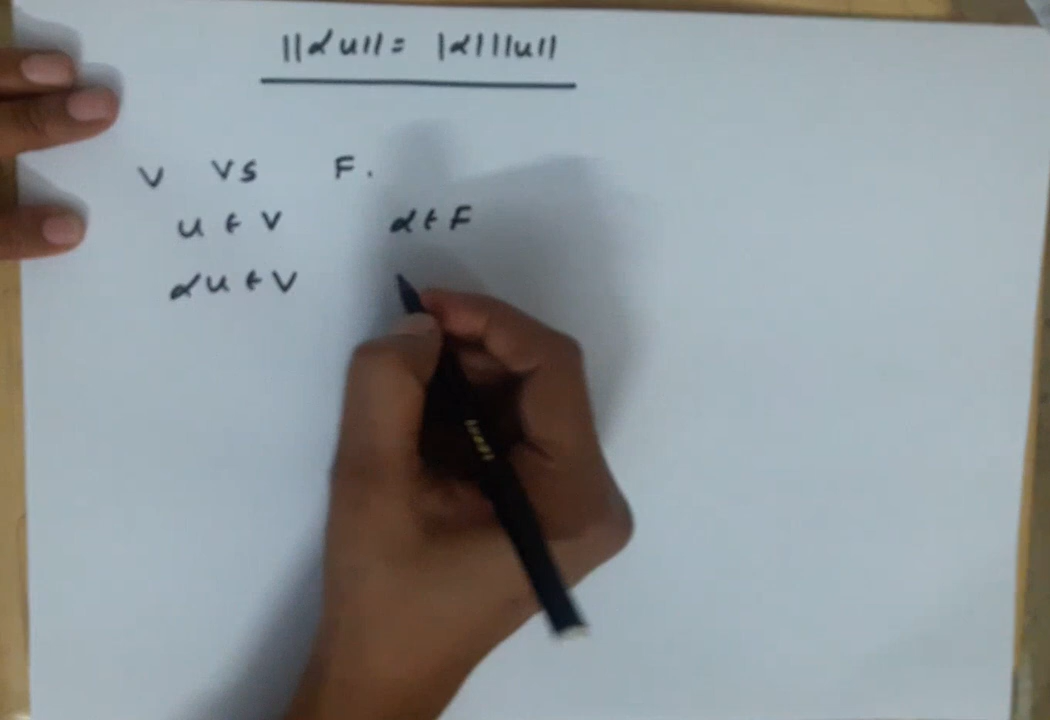 ||αu|| = |α| ||u||
V VS F.
u ∈ V α ∈ F
αu ∈ V